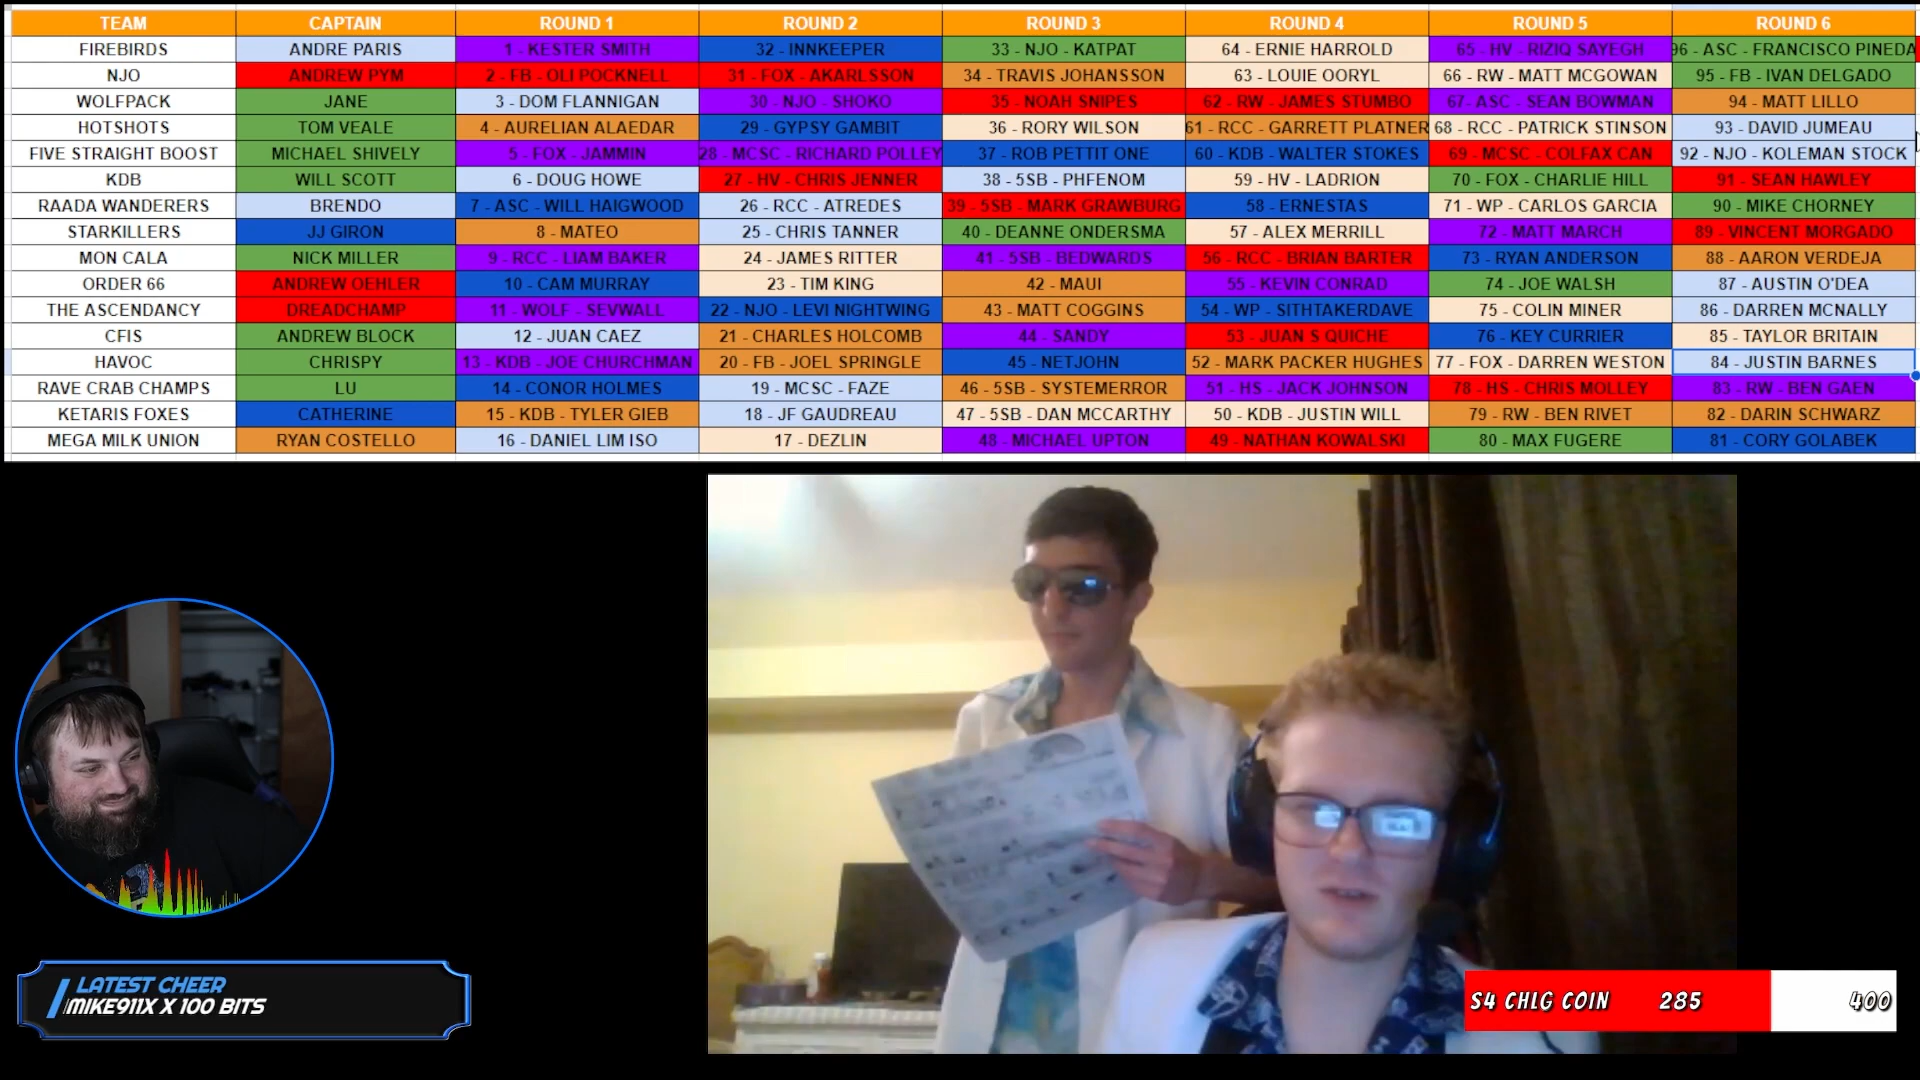 TEAM CAPTAIN ROUND 1 ROUND 2 ROUND 3 ROUND 4 ROUND 5 ROUND 6
FIREBIRDS ANDRE PARIS 1 - KESTER SMITH 32 - INNKEEPER 33 - NJO - KATPAT 64 - ERNIE HARROLD 65 - HV - RIZIQ SAYEGH 96 - ASC - FRANCISCO PINEDA
NJO ANDREW PYM 2 - FB - OLI POCKNELL 31 - FOX - AKARLSSON 34 - TRAVIS JOHANSSON 63 - LOUIE OORYL 66 - RW - MATT MCGOWAN 95 - FB - IVAN DELGADO
WOLFPACK JANE 3 - DOM FLANNIGAN 30 - NJO - SHOKO 35 - NOAH SNIPES 62 - RW - JAMES STUMBO 67- ASC - SEAN BOWMAN 94 - MATT LILLO
HOTSHOTS TOM VEALE 4 - AURELIAN ALAEDAR 29 - GYPSY GAMBIT 36 - RORY WILSON 61 - RCC - GARRETT PLATNER 68 - RCC - PATRICK STINSON 93 - DAVID JUMEAU
FIVE STRAIGHT BOOST MICHAEL SHIVELY 5 - FOX - JAMMIN 28 - MCSC - RICHARD POLLEY 37 - ROB PETTIT ONE 60 - KDB - WALTER STOKES 69 - MCSC - COLFAX CAN 92 - NJO - KOLEMAN STOCK
KDB WILL SCOTT 6 - DOUG HOWE 27 - HV - CHRIS JENNER 38 - 5SB - PHFENOM 59 - HV - LADRION 70 - FOX - CHARLIE HILL 91 - SEAN HAWLEY
RAADA WANDERERS BRENDO 7 - ASC - WILL HAIGWOOD 26 - RCC - ATREDES 39 - 5SB - MARK GRAWBURG 58 - ERNESTAS 71 - WP - CARLOS GARCIA 90 - MIKE CHORNEY
STARKILLERS JJ GIRON 8 - MATEO 25 - CHRIS TANNER 40 - DEANNE ONDERSMA 57 - ALEX MERRILL 72 - MATT MARCH 89 - VINCENT MORGADO
MON CALA NICK MILLER 9 - RCC - LIAM BAKER 24 - JAMES RITTER 41 - 5SB - BEDWARDS 56 - RCC - BRIAN BARTER 73 - RYAN ANDERSON 88 - AARON VERDEJA
ORDER 66 ANDREW OEHLER 10 - CAM MURRAY 23 - TIM KING 42 - MAUI 55 - KEVIN CONRAD 74 - JOE WALSH 87 - AUSTIN O'DEA
THE ASCENDANCY DREADCHAMP 11 - WOLF - SEVWALL 22 - NJO - LEVI NIGHTWING 43 - MATT COGGINS 54 - WP - SITHTAKERDAVE 75 - COLIN MINER 86 - DARREN MCNALLY
CFIS ANDREW BLOCK 12 - JUAN CAEZ 21 - CHARLES HOLCOMB 44 - SANDY 53 - JUAN S QUICHE 76 - KEY CURRIER 85 - TAYLOR BRITAIN
HAVOC CHRISPY 13 - KDB - JOE CHURCHMAN 20 - FB - JOEL SPRINGLE 45 - NETJOHN 52 - MARK PACKER HUGHES 77 - FOX - DARREN WESTON 84 - JUSTIN BARNES
RAVE CRAB CHAMPS LU 14 - CONOR HOLMES 19 - MCSC - FAZE 46 - 5SB - SYSTEMERROR 51 - HS - JACK JOHNSON 78 - HS - CHRIS MOLLEY 83 - RW - BEN GAEN
KETARIS FOXES CATHERINE 15 - KDB - TYLER GIEB 18 - JF GAUDREAU 47 - 5SB - DAN MCCARTHY 50 - KDB - JUSTIN WILL 79 - RW - BEN RIVET 82 - DARIN SCHWARZ
MEGA MILK UNION RYAN COSTELLO 16 - DANIEL LIM ISO 17 - DEZLIN 48 - MICHAEL UPTON 49 - NATHAN KOWALSKI 80 - MAX FUGERE 81 - CORY GOLABEK
LATEST CHEER
MIKE911X X 100 BITS
S4 CHLG COIN 285 400